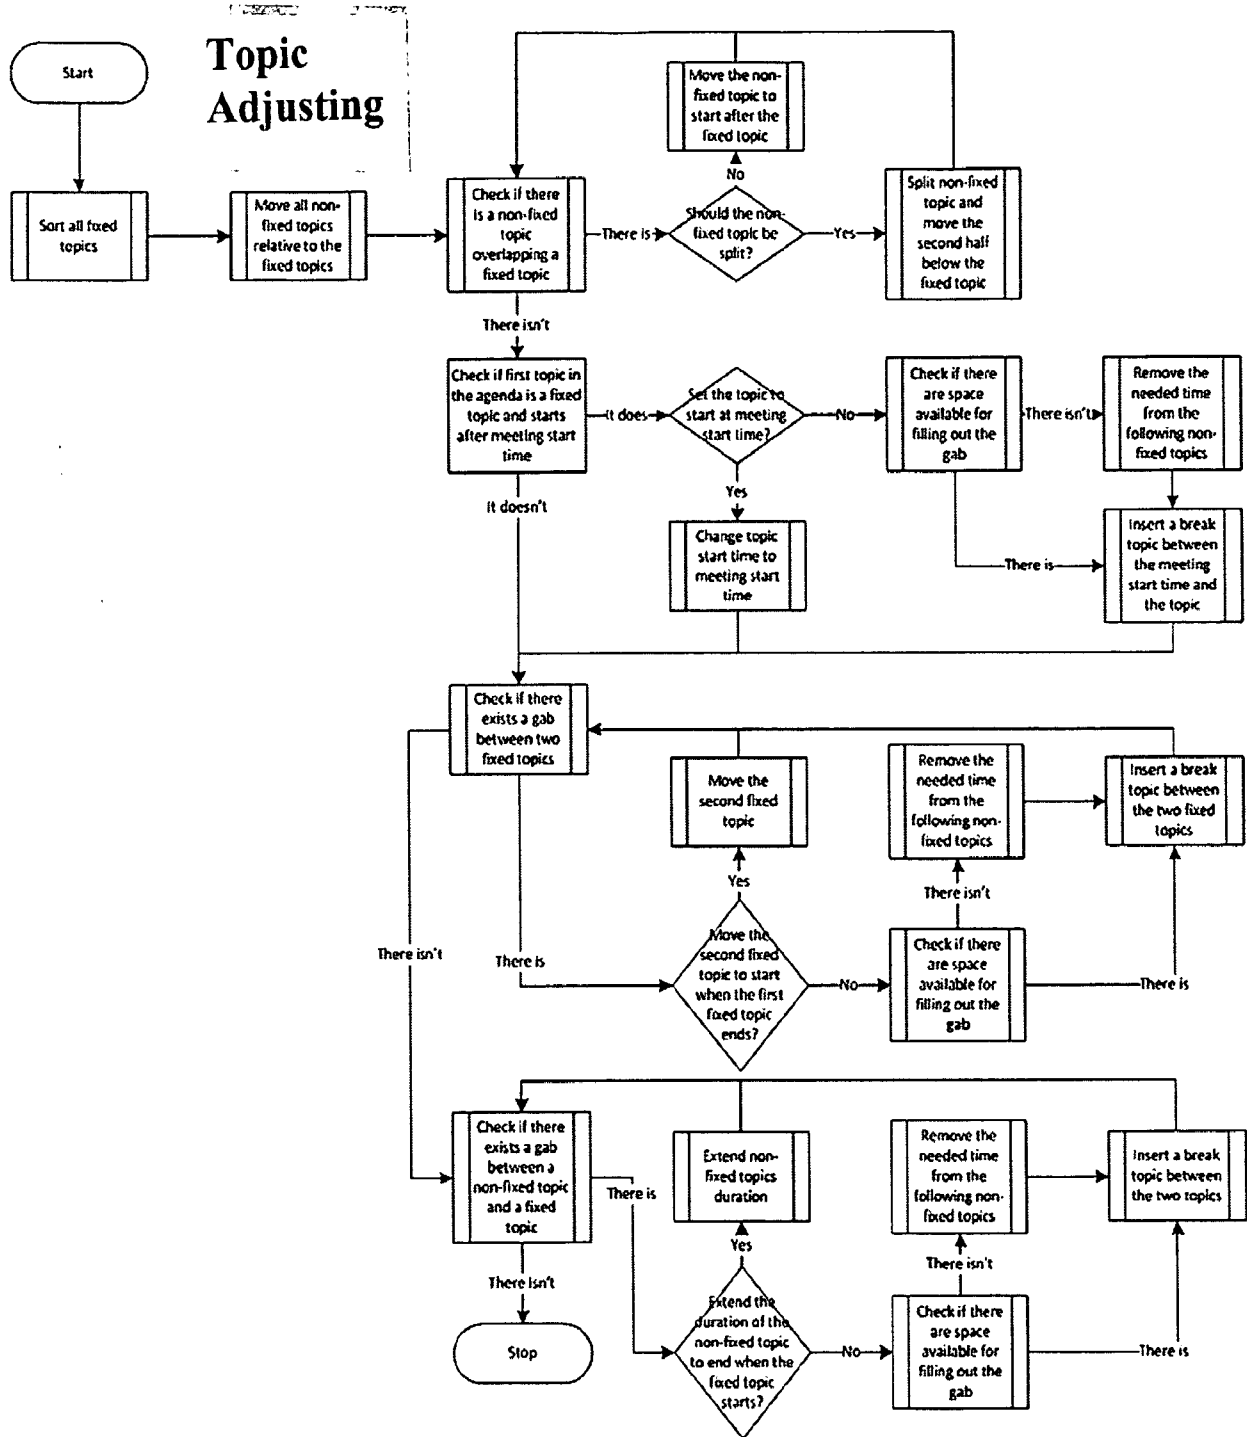 Topic
Adjusting
Start
Sort all fixed
topics
Move all non-
fixed topics
relative to the
fixed topics
Check if there
is a non-fixed
topic
overlapping a
fixed topic
There is
Should the non-
fixed topic be
split?
No
Move the non-
fixed topic to
start after the
fixed topic
Yes
Split non-fixed
topic and
move the
second half
below the
fixed topic
There isn't
Check if first topic in
the agenda is a fixed
topic and starts
after meeting start
time
It does
Set the topic to
start at meeting
start time?
No
Check if there
are space
available for
filling out the
gab
There isn't
Remove the
needed time
from the
following non-
fixed topics
It doesn't
Yes
Change topic
start time to
meeting start
time
There is
Insert a break
topic between
the meeting
start time and
the topic
Check if there
exists a gab
between two
fixed topics
Move the
second fixed
topic
Remove the
needed time
from the
following non-
fixed topics
Insert a break
topic between
the two fixed
topics
Yes
There isn't
There isn't
There is
Move the
second fixed
topic to start
when the first
fixed topic
ends?
No
Check if there
are space
available for
filling out the
gab
There is
Check if there
exists a gab
between a
non-fixed topic
and a fixed
topic
There is
Extend non-
fixed topics
duration
Remove the
needed time
from the
following non-
fixed topics
Insert a break
topic between
the two topics
Yes
There isn't
There isn't
Stop
Extend the
duration of the
non-fixed topic
to end when the
fixed topic
starts?
No
Check if there
are space
available for
filling out the
gab
There is